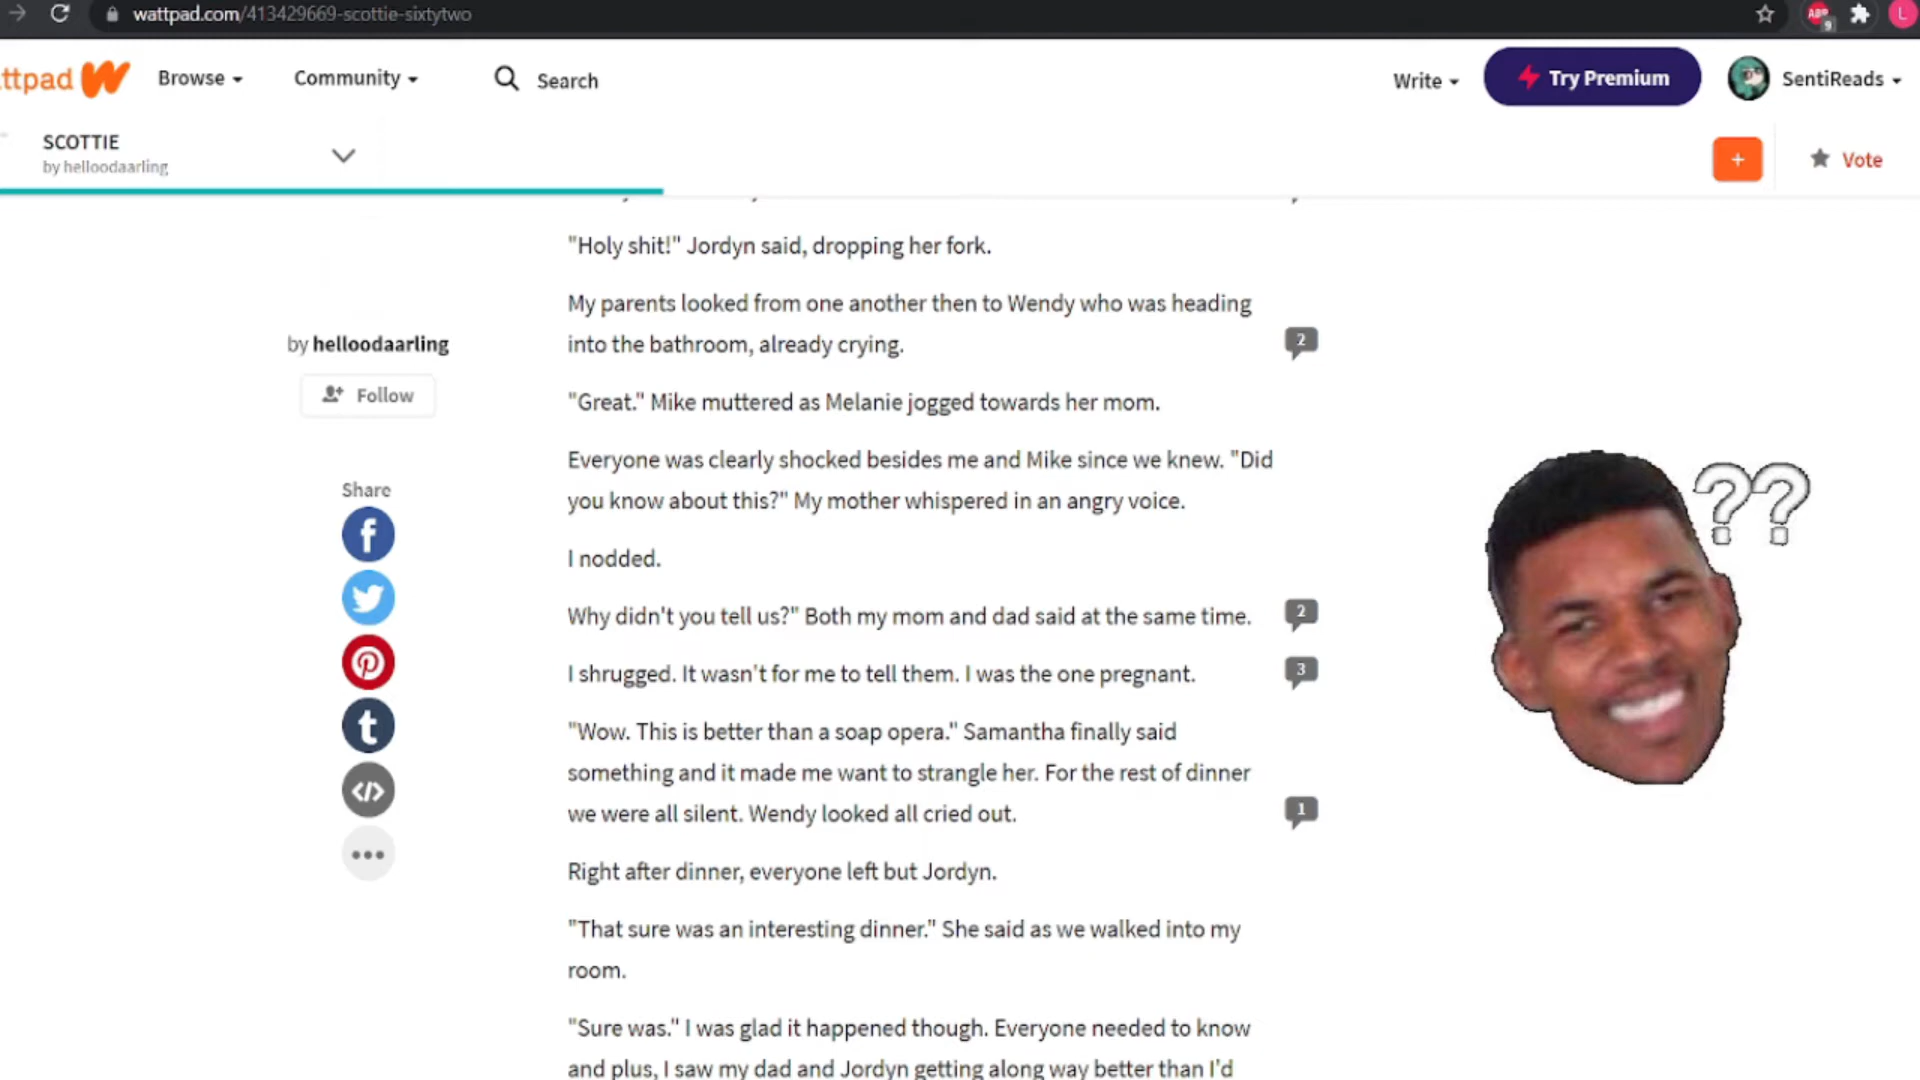 wattpad.com/413429669-scottie-sixtytwo
ABP
9
L
ttpad
Browse
Community
Search
Write
Try Premium
SentiReads
SCOTTIE
by helloodaarling
+
Vote
"Holy shit!" Jordyn said, dropping her fork.
My parents looked from one another then to Wendy who was heading
into the bathroom, already crying.
2
by helloodaarling
Follow
"Great." Mike muttered as Melanie jogged towards her mom.
Everyone was clearly shocked besides me and Mike since we knew. "Did
you know about this?" My mother whispered in an angry voice.
Share
??
I nodded.
Why didn't you tell us?" Both my mom and dad said at the same time.
2
I shrugged. It wasn't for me to tell them. I was the one pregnant.
3
"Wow. This is better than a soap opera." Samantha finally said
something and it made me want to strangle her. For the rest of dinner
we were all silent. Wendy looked all cried out.
1
Right after dinner, everyone left but Jordyn.
"That sure was an interesting dinner." She said as we walked into my
room.
"Sure was." I was glad it happened though. Everyone needed to know
and plus, I saw my dad and Jordyn getting along way better than I'd